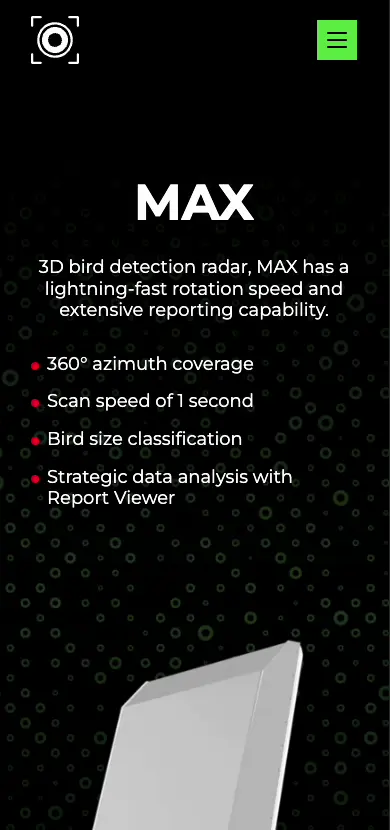 MAX
3D bird detection radar, MAX has a
lightning-fast rotation speed and
extensive reporting capability.
360° azimuth coverage
Scan speed of 1 second
Bird size classification
Strategic data analysis with
Report Viewer